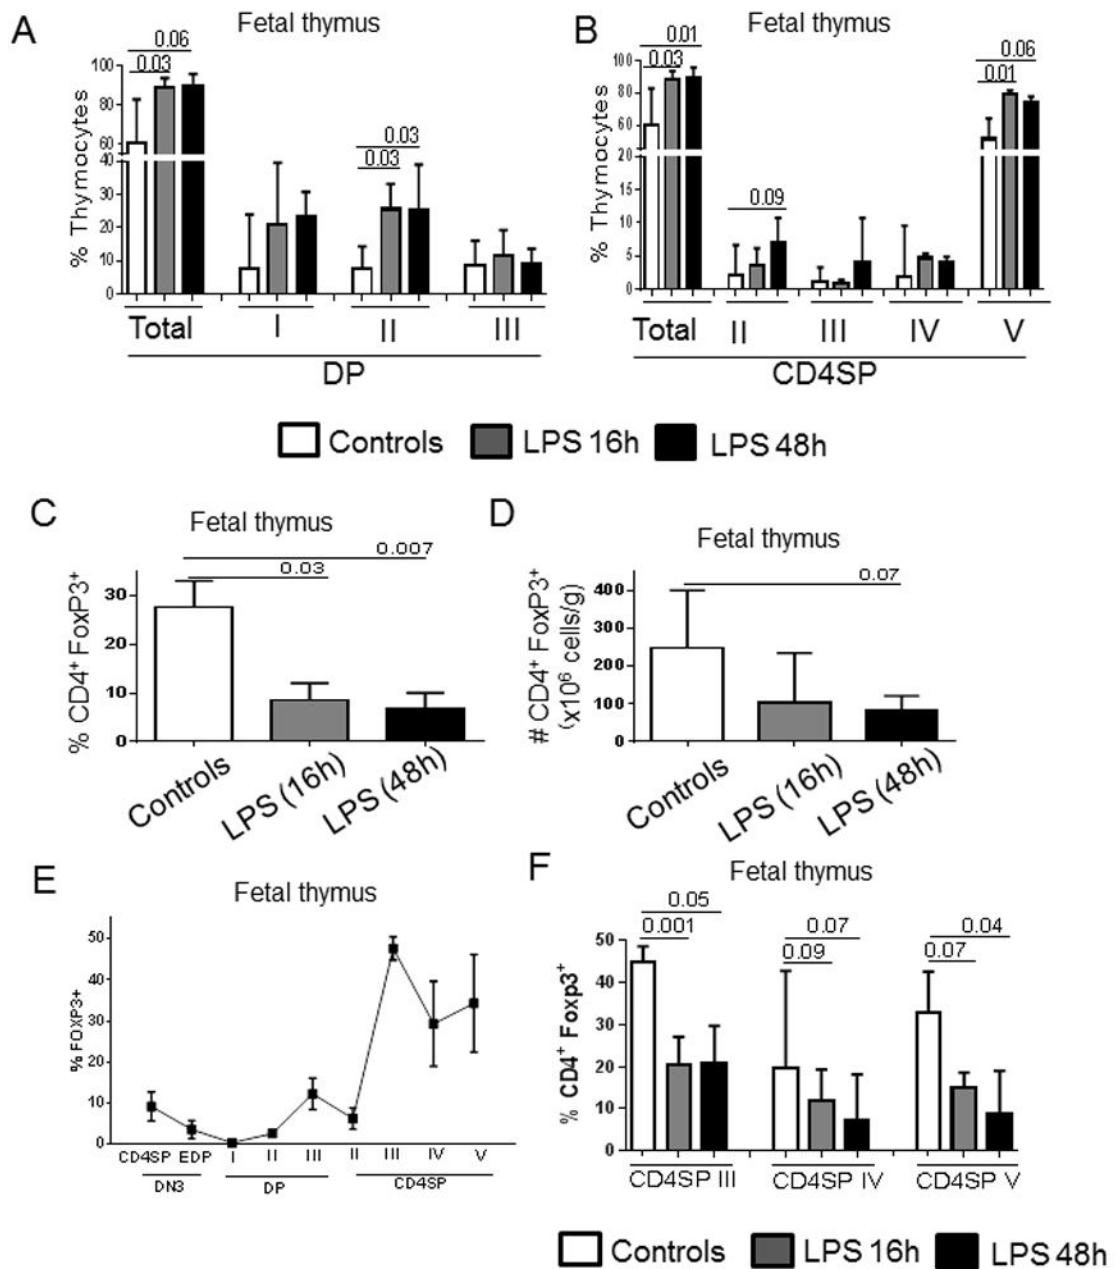 A
Fetal thymus
0.06
0.03
% Thymocytes
100
80
60
40
30
20
10
0
0.03
0.03
Total
I
II
III
DP
B
Fetal thymus
0.01
0.03
% Thymocytes
100
80
60
20
15
10
5
0
0.09
0.06
0.01
Total
II
III
IV
V
CD4SP
Controls
LPS 16h
LPS 48h
C
Fetal thymus
0.007
0.03
% CD4+ FoxP3+
30
20
10
0
Controls
LPS (16h)
LPS (48h)
D
Fetal thymus
0.07
# CD4+ FoxP3+
(x10⁶ cells/g)
400
300
200
100
0
Controls
LPS (16h)
LPS (48h)
E
Fetal thymus
% FOXP3+
50
40
30
20
10
0
CD4SP EDP I II III II III IV V
DN3
DP
CD4SP
F
Fetal thymus
0.05
0.001
0.07
0.09
0.04
0.07
% CD4+ Foxp3+
50
40
30
20
10
0
CD4SP III
CD4SP IV
CD4SP V
Controls
LPS 16h
LPS 48h